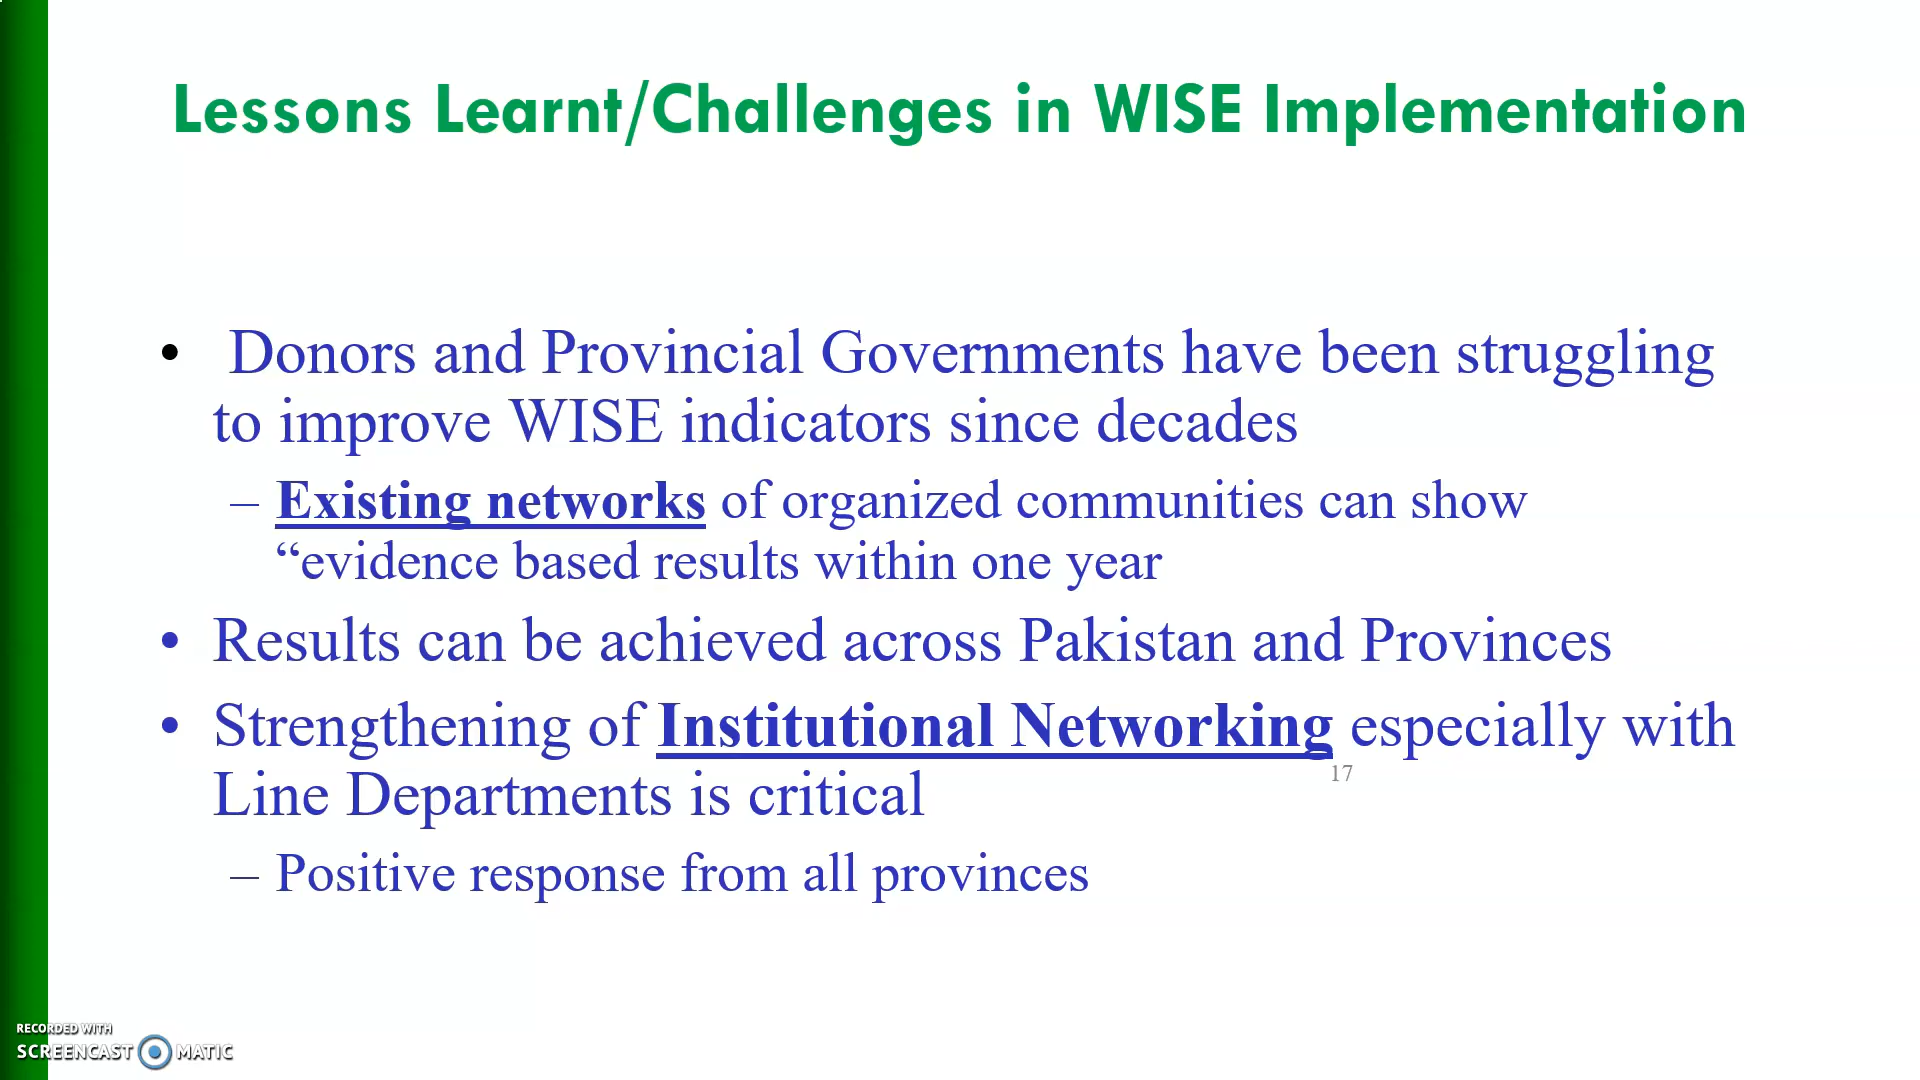 Lessons Learnt/Challenges in WISE Implementation
• Donors and Provincial Governments have been struggling
to improve WISE indicators since decades
– Existing networks of organized communities can show
“evidence based results within one year
• Results can be achieved across Pakistan and Provinces
• Strengthening of Institutional Networking especially with
17
Line Departments is critical
– Positive response from all provinces
RECORDED WITH
SCREENCAST MATIC